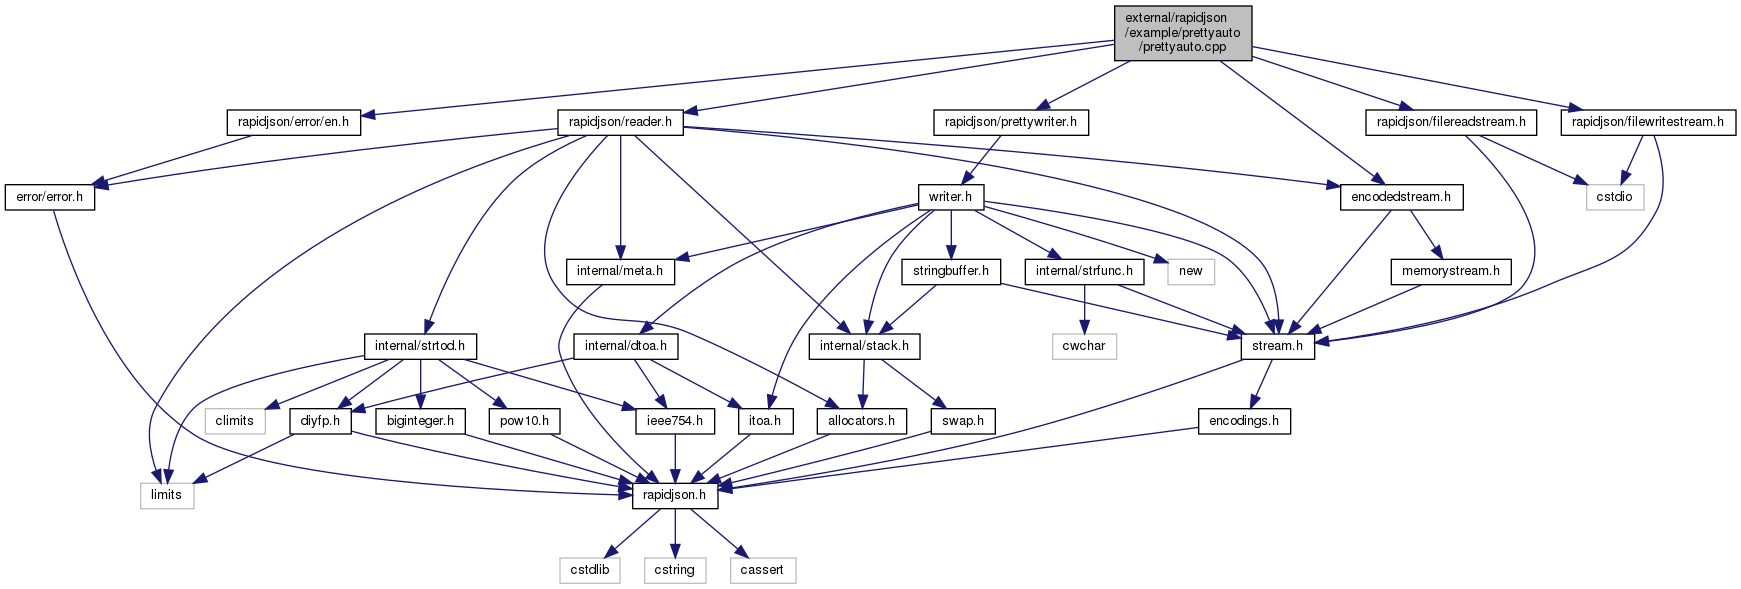 external/rapidjson
/example/prettyauto
/prettyauto.cpp
rapidjson/error/en.h
rapidjson/reader.h
rapidjson/prettywriter.h
rapidjson/filereadstream.h
rapidjson/filewritestream.h
error/error.h
writer.h
encodedstream.h
cstdio
internal/meta.h
stringbuffer.h
internal/strfunc.h
new
memorystream.h
internal/strtod.h
internal/dtoa.h
internal/stack.h
cwchar
stream.h
climits
diyfp.h
biginteger.h
pow10.h
ieee754.h
itoa.h
allocators.h
swap.h
encodings.h
limits
rapidjson.h
cstdlib
cstring
cassert